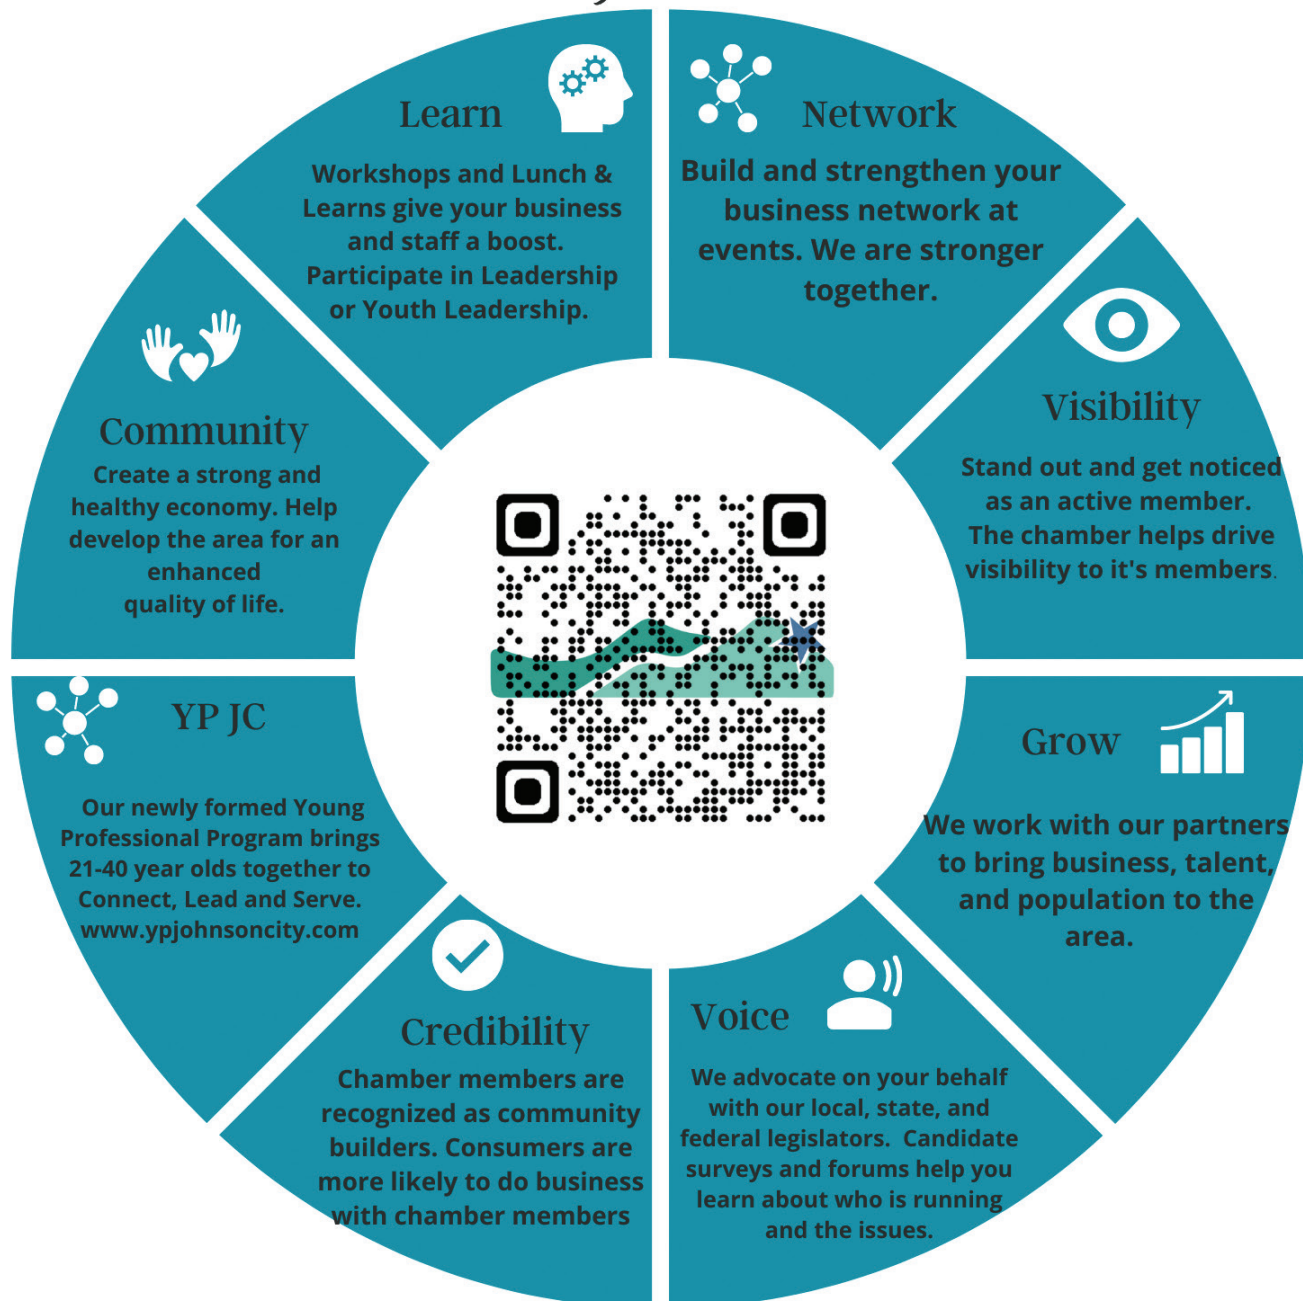 Learn
Workshops and Lunch &
Learns give your business
and staff a boost.
Participate in Leadership
or Youth Leadership.
Network
Build and strengthen your
business network at
events. We are stronger
together.
Visibility
Stand out and get noticed
as an active member.
The chamber helps drive
visibility to it's members.
Grow
We work with our partners
to bring business, talent,
and population to the
area.
Voice
We advocate on your behalf
with our local, state, and
federal legislators.  Candidate
surveys and forums help you
learn about who is running
and the issues.
Credibility
Chamber members are
recognized as community
builders. Consumers are
more likely to do business
with chamber members
YP JC
Our newly formed Young
Professional Program brings
21-40 year olds together to
Connect, Lead and Serve.
www.ypjohnsoncity.com
Community
Create a strong and
healthy economy. Help
develop the area for an
enhanced
quality of life.